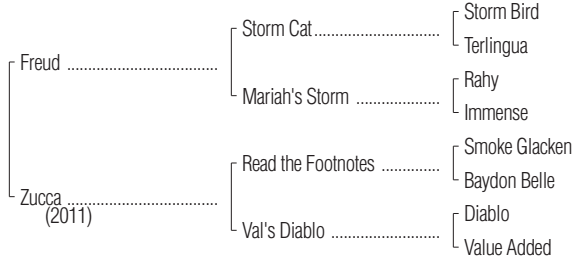 Storm Bird
Storm Cat
Terlingua
Freud
Rahy
Mariah's Storm
Immense
Smoke Glacken
Read the Footnotes
Baydon Belle
Zucca
(2011)
Diablo
Val's Diablo
Value Added